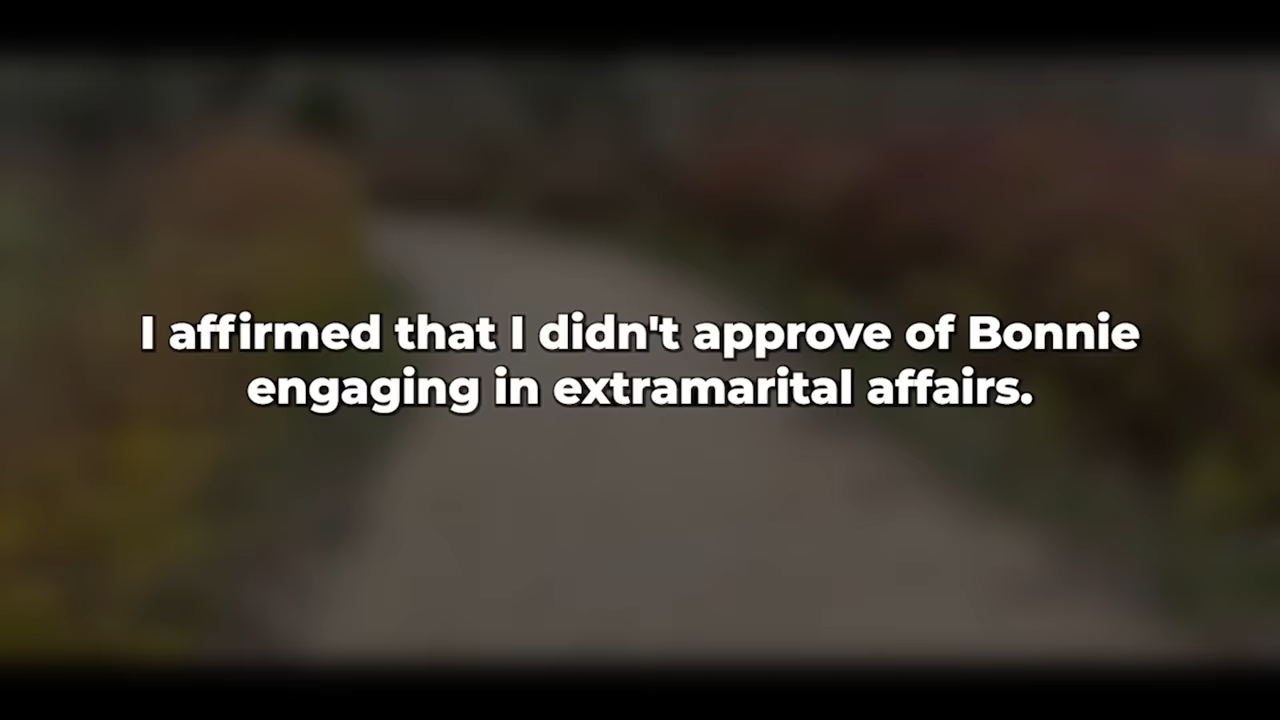 I affirmed that I didn't approve of Bonnie
engaging in extramarital affairs.